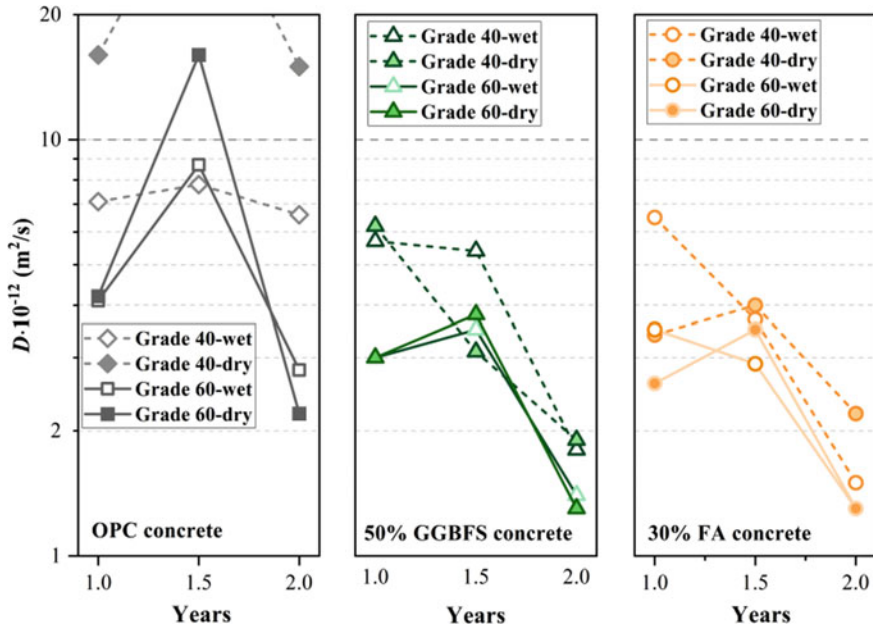 20
10
2
1
D·10⁻¹² (m²/s)
Grade 40-wet
Grade 40-dry
Grade 60-wet
Grade 60-dry
OPC concrete
1.0 1.5 2.0
Years
Grade 40-wet
Grade 40-dry
Grade 60-wet
Grade 60-dry
50% GGBFS concrete
1.0 1.5 2.0
Years
Grade 40-wet
Grade 40-dry
Grade 60-wet
Grade 60-dry
30% FA concrete
1.0 1.5 2.0
Years